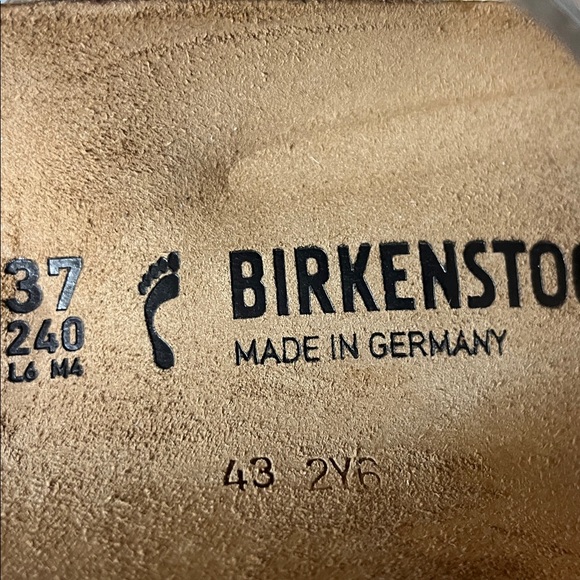 37
240
L6 M4
BIRKENSTO
MADE IN GERMANY
43 2Y6